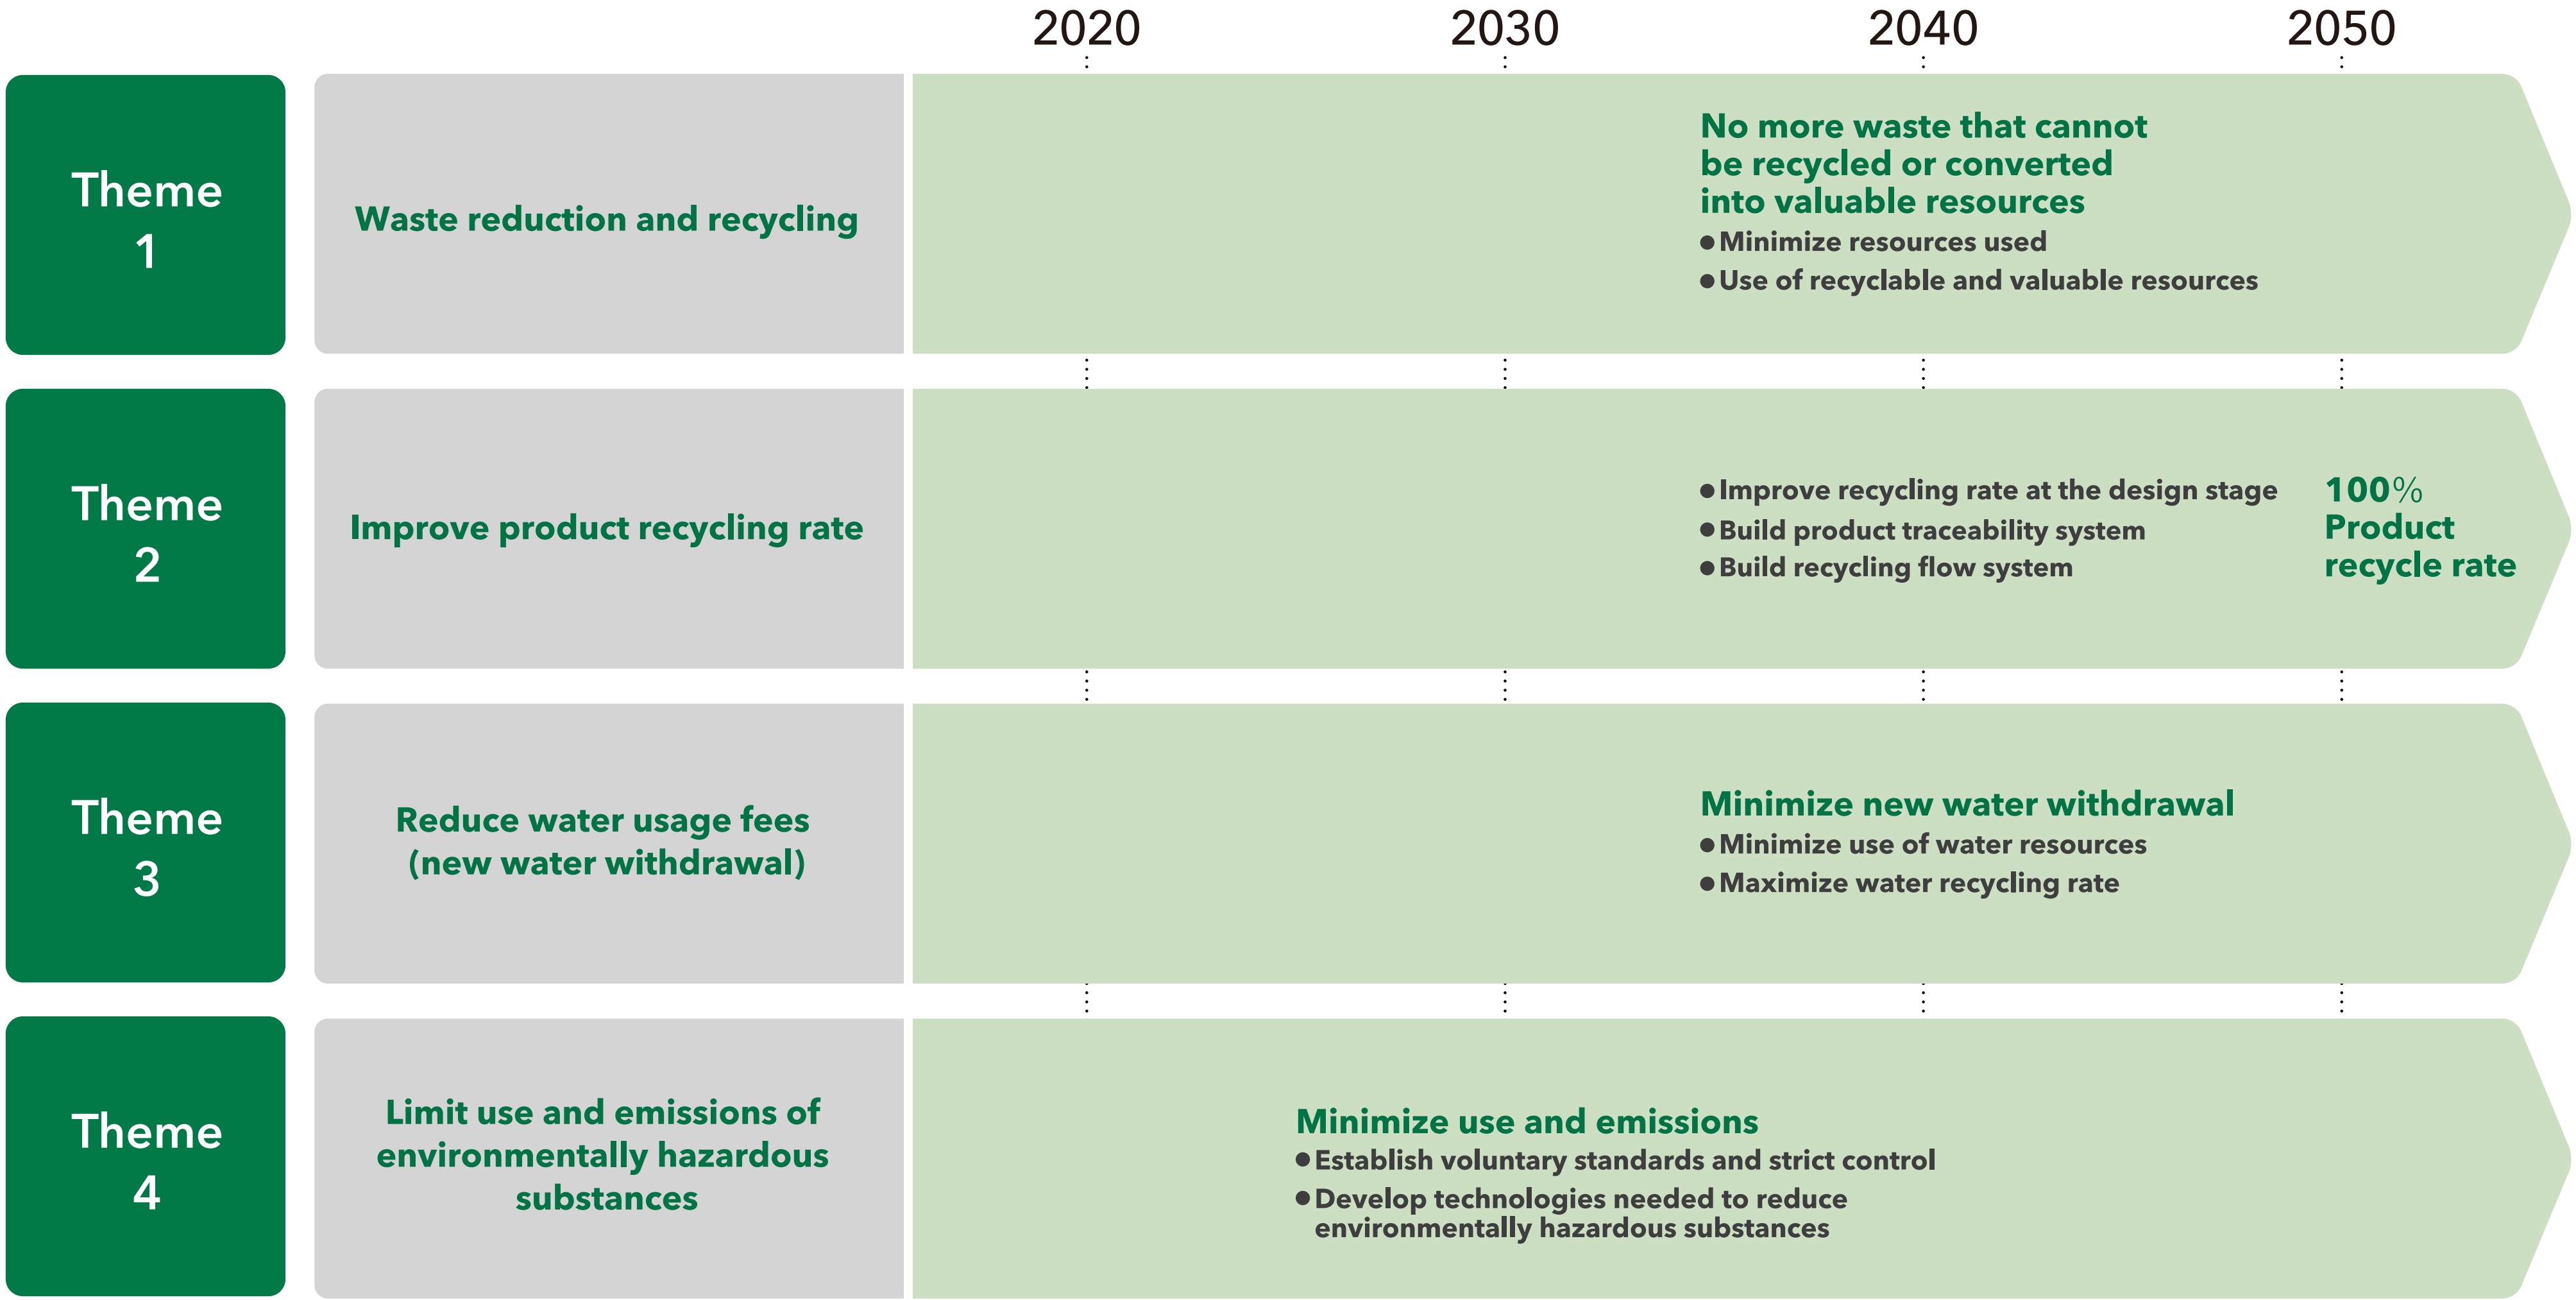 2020 2030 2040 2050
Theme
1
Waste reduction and recycling
No more waste that cannot
be recycled or converted
into valuable resources
●Minimize resources used
●Use of recyclable and valuable resources
Theme
2
Improve product recycling rate
●Improve recycling rate at the design stage
●Build product traceability system
●Build recycling flow system
100%
Product
recycle rate
Theme
3
Reduce water usage fees
(new water withdrawal)
Minimize new water withdrawal
●Minimize use of water resources
●Maximize water recycling rate
Theme
4
Limit use and emissions of
environmentally hazardous
substances
Minimize use and emissions
●Establish voluntary standards and strict control
●Develop technologies needed to reduce
environmentally hazardous substances